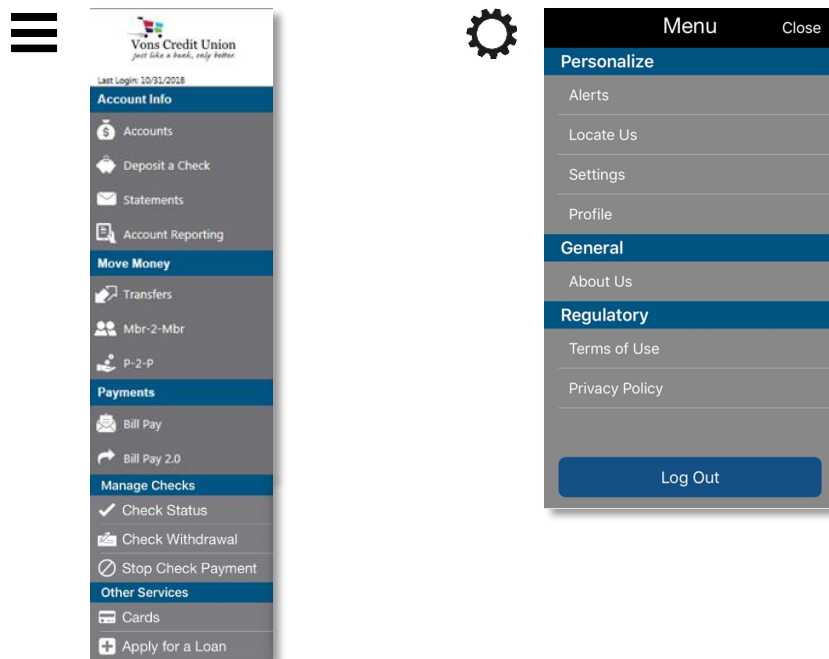 Vons Credit Union
just like a bank, only better.
Last Login: 10/31/2018
Account Info
Accounts
Deposit a Check
Statements
Account Reporting
Move Money
Transfers
Mbr-2-Mbr
P-2-P
Payments
Bill Pay
Bill Pay 2.0
Manage Checks
Check Status
Check Withdrawal
Stop Check Payment
Other Services
Cards
Apply for a Loan
Menu Close
Personalize
Alerts
Locate Us
Settings
Profile
General
About Us
Regulatory
Terms of Use
Privacy Policy
Log Out